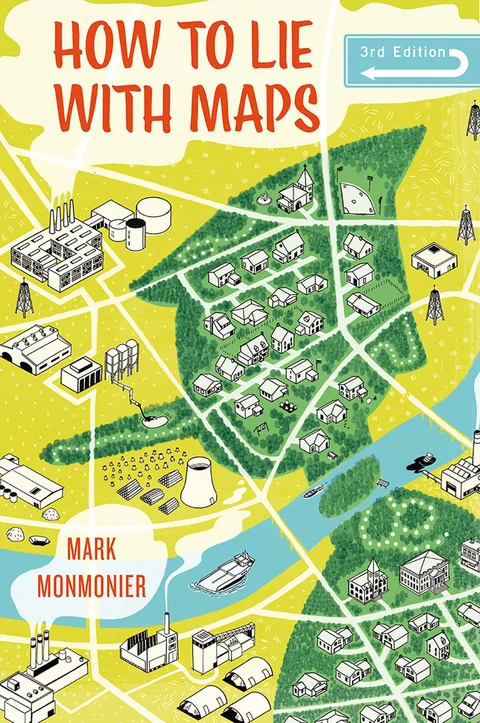 HOW TO LIE
WITH MAPS
3rd Edition
MARK
MONMONIER